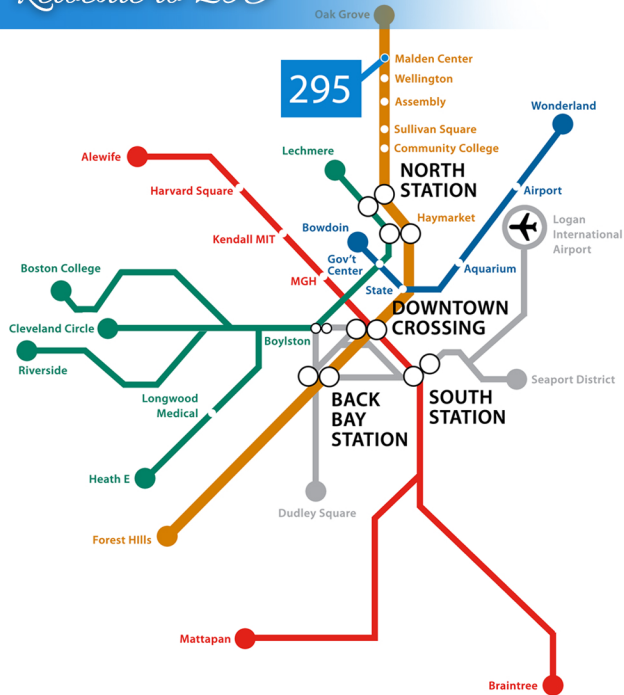 Oak Grove
Malden Center
295
Wellington
Assembly
Wonderland
Sullivan Square
Lechmere
Community College
Alewife
NORTH
STATION
Harvard Square
Airport
Haymarket
Logan
International
Airport
Bowdoin
Kendall MIT
Gov't
Center
Boston College
Aquarium
MGH
State
DOWNTOWN
CROSSING
Cleveland Circle
Boylston
Riverside
Seaport District
SOUTH
STATION
BACK
BAY
STATION
Longwood
Medical
Heath E
Dudley Square
Forest HIlls
Mattapan
Braintree